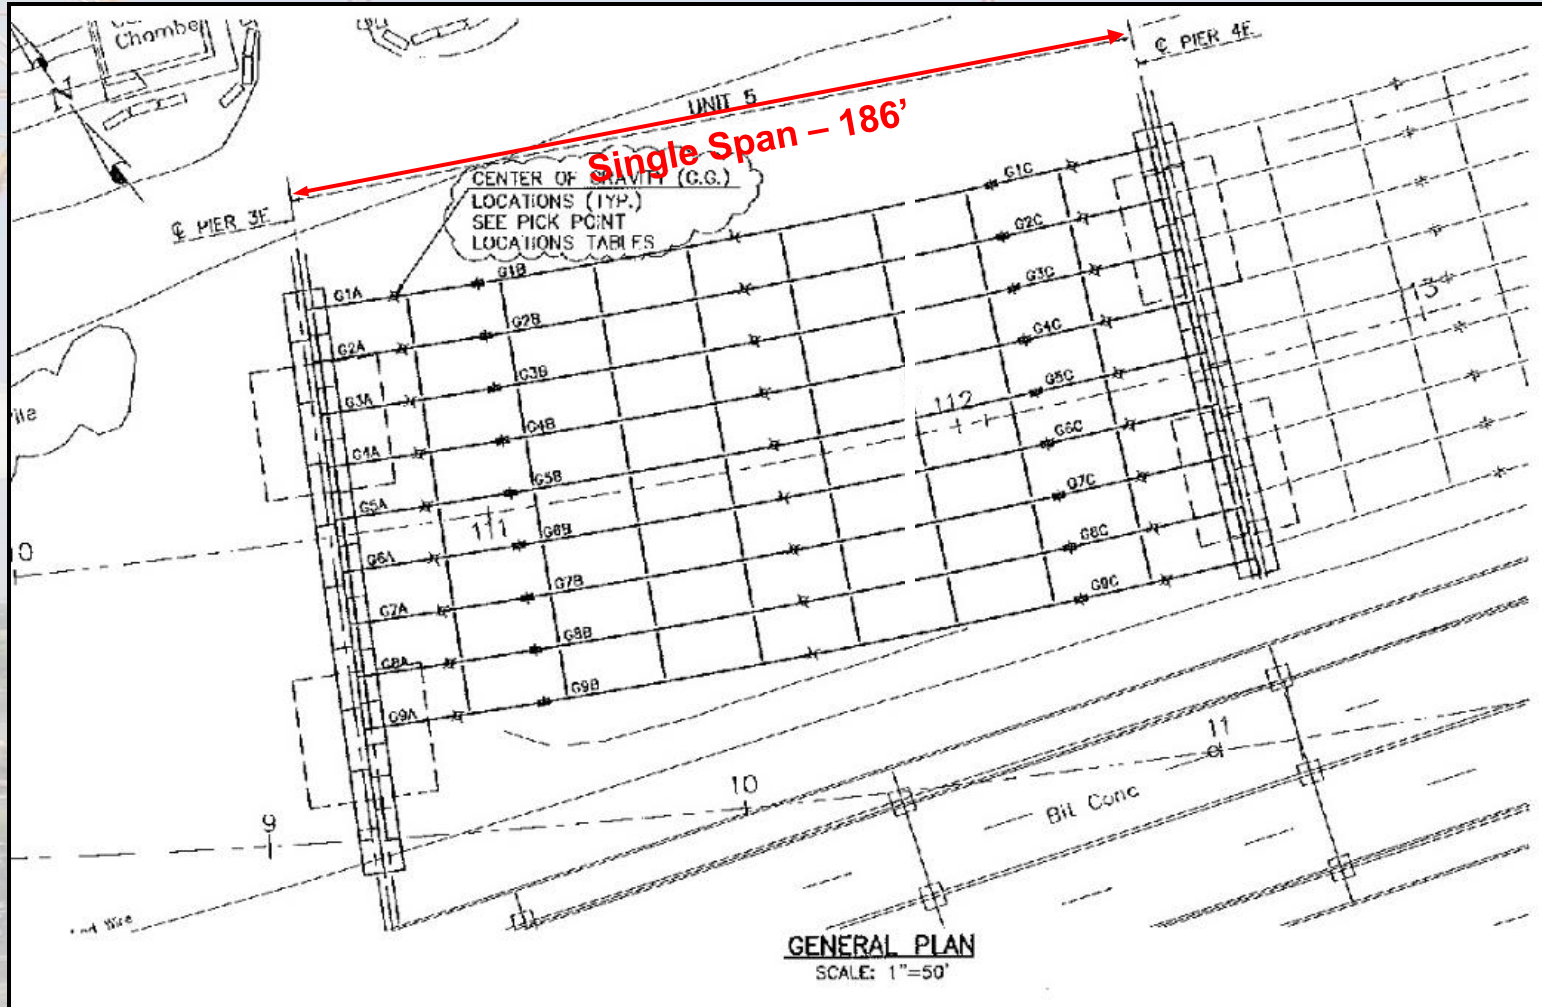 Chamber
N
℄ PIER 4E
UNIT 5
Single Span – 186’
CENTER OF GRAVITY (C.G.)
LOCATIONS (TYP.)
SEE PICK POINT
LOCATIONS TABLES
℄ PIER 3E
G1C
G2C
G3C
G4C
G5C
G6C
G7C
G8C
G9C
G1B
G2B
G3B
G4B
G5B
G6B
G7B
G8B
G9B
G1A
G2A
G3A
G4A
G5A
G6A
G7A
G8A
G9A
13
112
111
0
9
10
11
Bit Conc
Wire
GENERAL PLAN
SCALE: 1"=50'